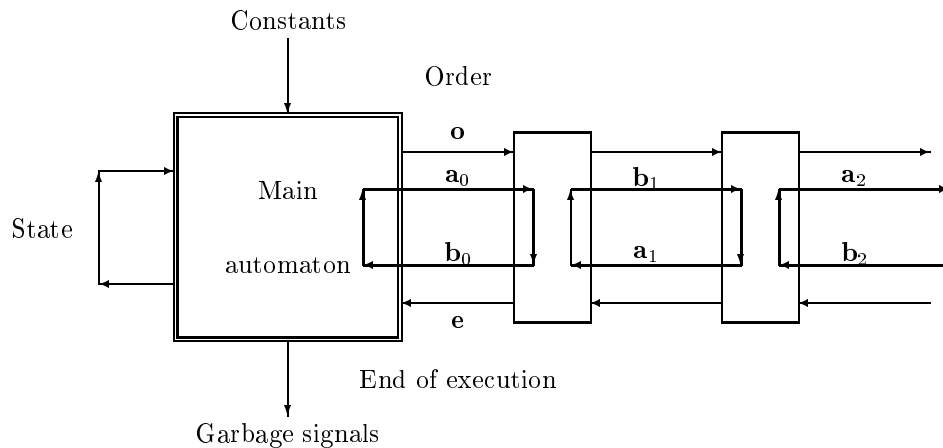 Constants
Order
o
a₀ b₁ a₂
Main
State
automaton
b₀ a₁ b₂
e
End of execution
Garbage signals